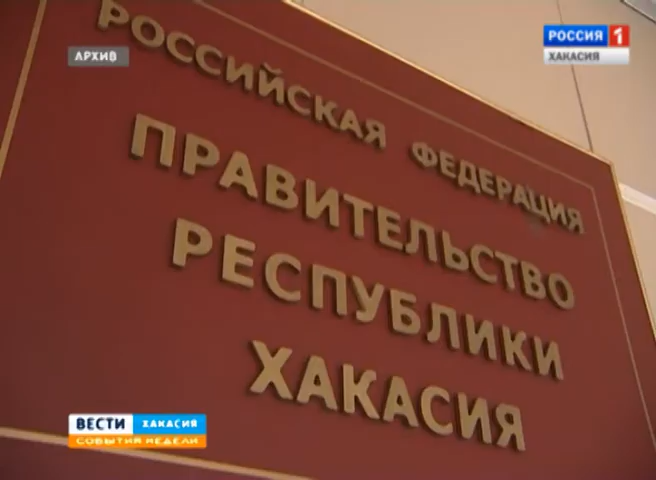 РОССИЯ 1
ХАКАСИЯ
АРХИВ
РОССИЙСКАЯ ФЕДЕРАЦИЯ
ПРАВИТЕЛЬСТВО
РЕСПУБЛИКИ
ХАКАСИЯ
ВЕСТИ ХАКАСИЯ
СОБЫТИЯ НЕДЕЛИ